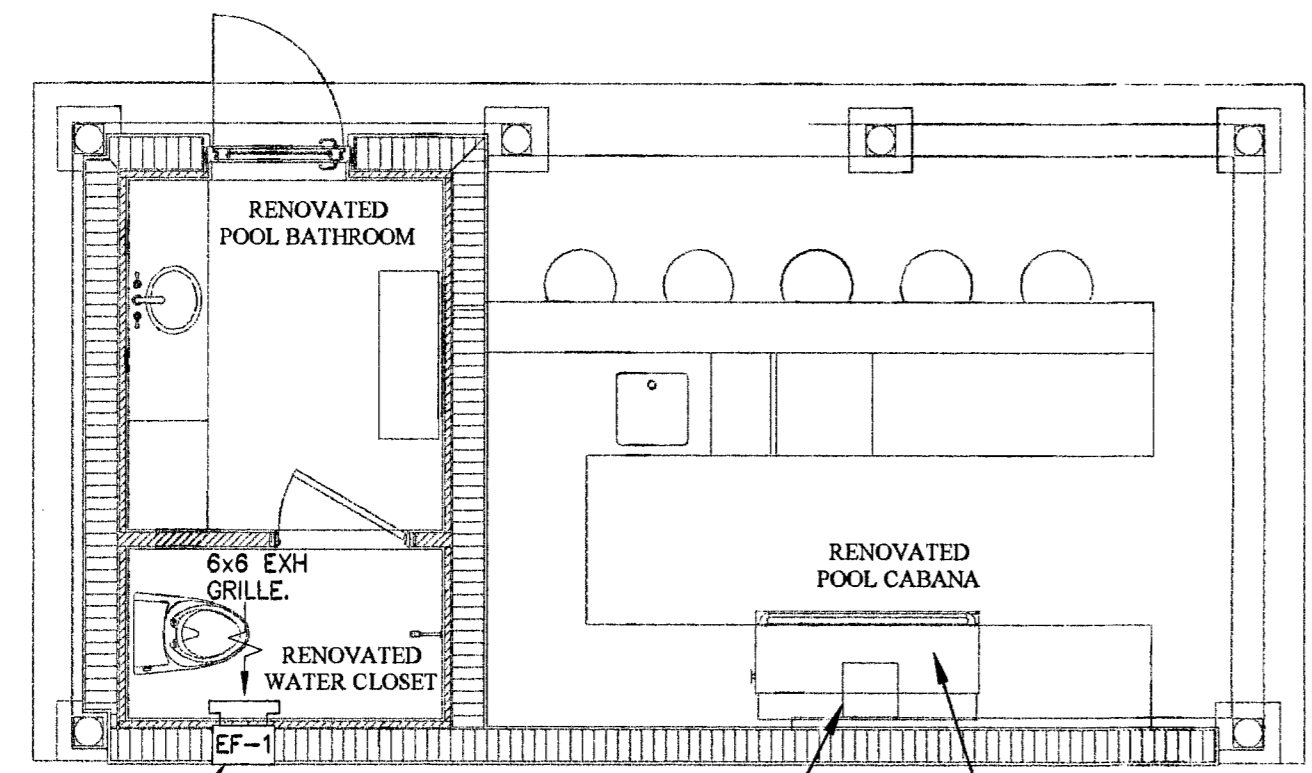 RENOVATED
POOL BATHROOM
RENOVATED
POOL CABANA
6x6 EXH
GRILLE.
RENOVATED
WATER CLOSET
EF-1